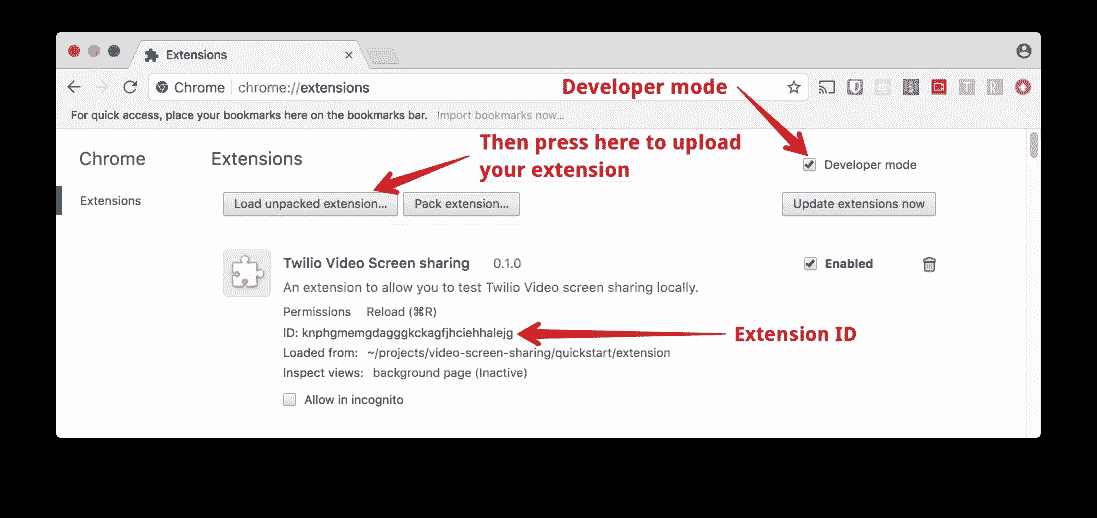 Extensions
Chrome chrome://extensions
Developer mode
For quick access, place your bookmarks here on the bookmarks bar. Import bookmarks now...
Then press here to upload
your extension
Chrome
Extensions
Developer mode
Extensions
Load unpacked extension...
Pack extension...
Update extensions now
Twilio Video Screen sharing 0.1.0
Enabled
An extension to allow you to test Twilio Video screen sharing locally.
Permissions Reload (⌘R)
ID: knphgmemgdagggkckagfjhciehhalejg
Extension ID
Loaded from: ~/projects/video-screen-sharing/quickstart/extension
Inspect views: background page (Inactive)
Allow in incognito